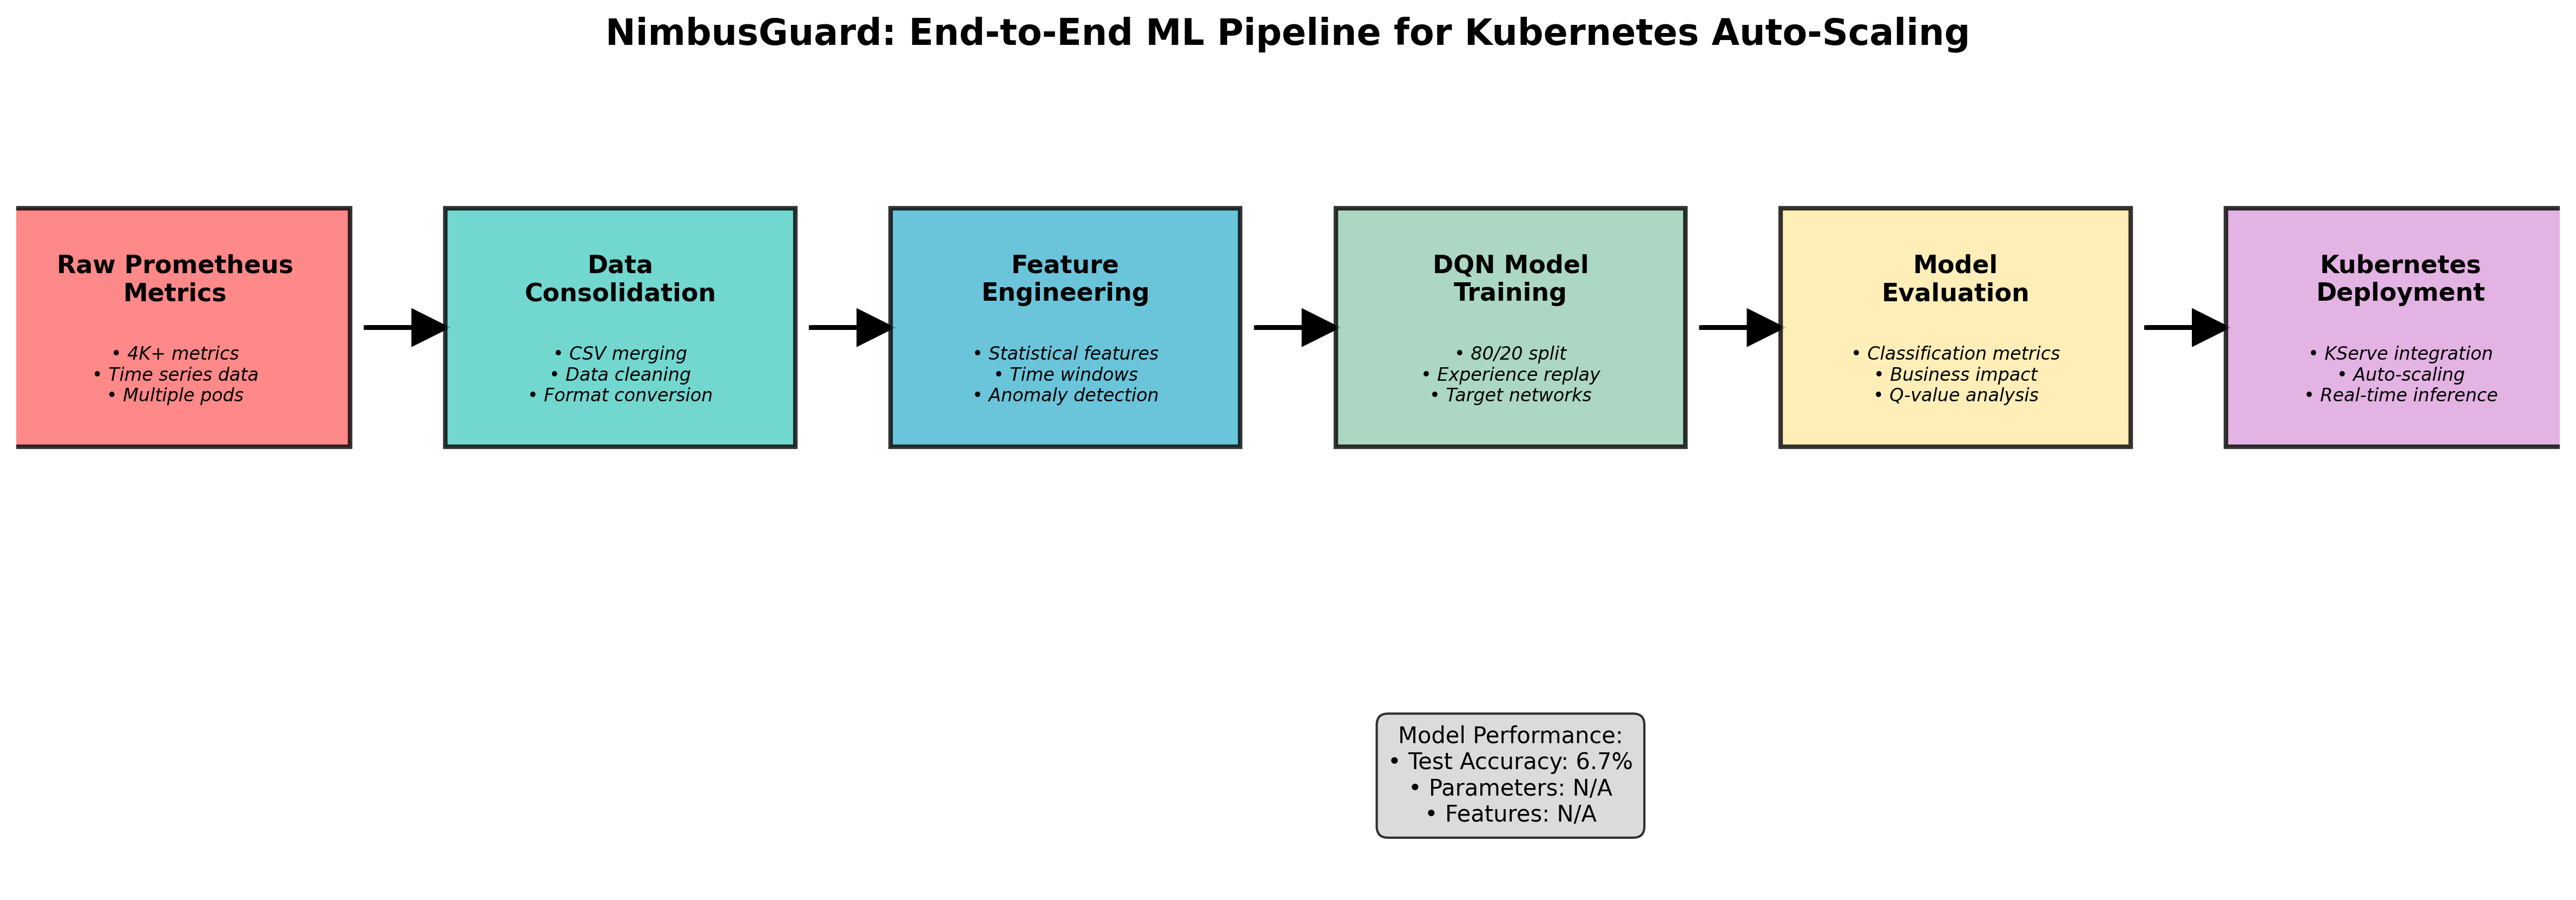 NimbusGuard: End-to-End ML Pipeline for Kubernetes Auto-Scaling
Raw Prometheus
Metrics
• 4K+ metrics
• Time series data
• Multiple pods
Data
Consolidation
• CSV merging
• Data cleaning
• Format conversion
Feature
Engineering
• Statistical features
• Time windows
• Anomaly detection
DQN Model
Training
• 80/20 split
• Experience replay
• Target networks
Model
Evaluation
• Classification metrics
• Business impact
• Q-value analysis
Kubernetes
Deployment
• KServe integration
• Auto-scaling
• Real-time inference
Model Performance:
• Test Accuracy: 6.7%
• Parameters: N/A
• Features: N/A